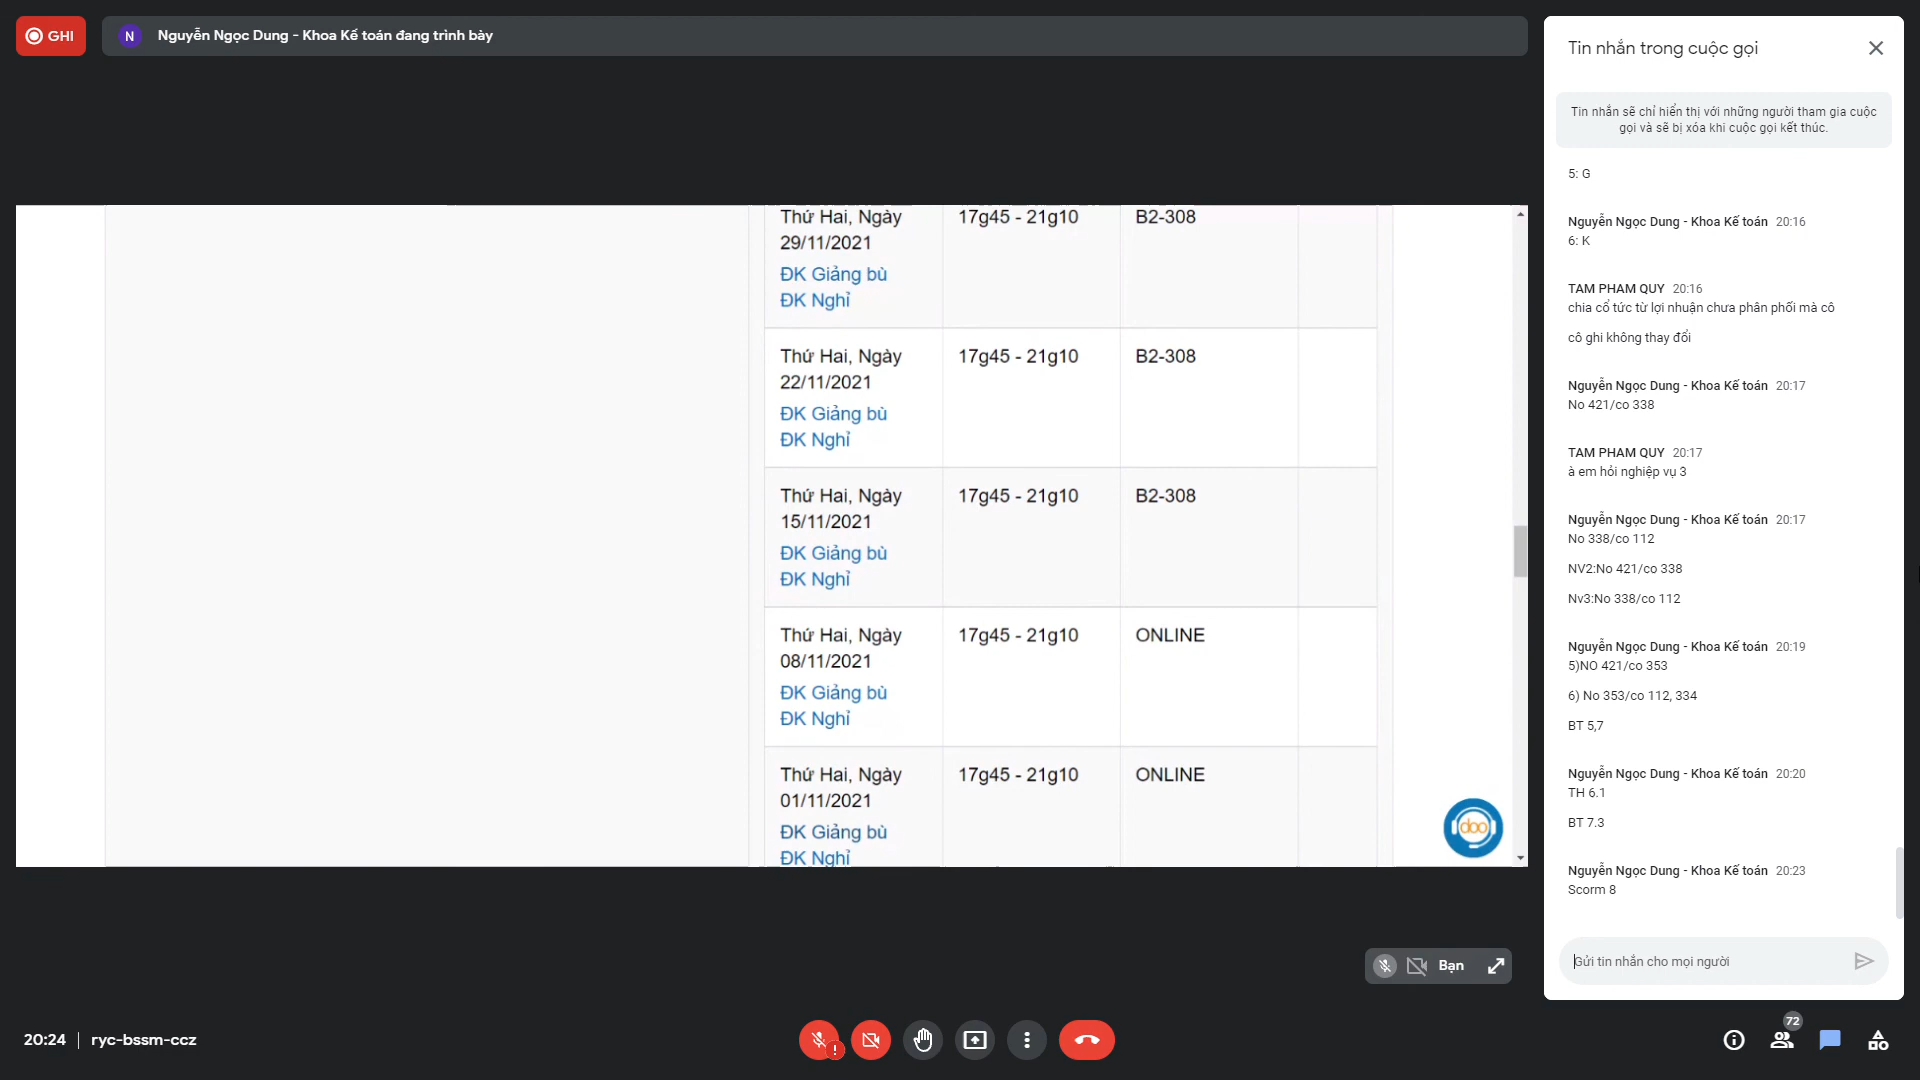 GHI
N
Nguyễn Ngọc Dung - Khoa Kế toán đang trình bày
Thứ Hai, Ngày
29/11/2021
ĐK Giảng bù
ĐK Nghỉ
17g45 - 21g10
B2-308
Thứ Hai, Ngày
22/11/2021
ĐK Giảng bù
ĐK Nghỉ
17g45 - 21g10
B2-308
Thứ Hai, Ngày
15/11/2021
ĐK Giảng bù
ĐK Nghỉ
17g45 - 21g10
B2-308
Thứ Hai, Ngày
08/11/2021
ĐK Giảng bù
ĐK Nghỉ
17g45 - 21g10
ONLINE
Thứ Hai, Ngày
01/11/2021
ĐK Giảng bù
ĐK Nghỉ
17g45 - 21g10
ONLINE
doo
Bạn
Tin nhắn trong cuộc gọi
Tin nhắn sẽ chỉ hiển thị với những người tham gia cuộc
gọi và sẽ bị xóa khi cuộc gọi kết thúc.
5: G
Nguyễn Ngọc Dung - Khoa Kế toán 20:16
6: K
TAM PHAM QUY 20:16
chia cổ tức từ lợi nhuận chưa phân phối mà cô
cô ghi không thay đổi
Nguyễn Ngọc Dung - Khoa Kế toán 20:17
No 421/co 338
TAM PHAM QUY 20:17
à em hỏi nghiệp vụ 3
Nguyễn Ngọc Dung - Khoa Kế toán 20:17
No 338/co 112
NV2:No 421/co 338
Nv3:No 338/co 112
Nguyễn Ngọc Dung - Khoa Kế toán 20:19
5)NO 421/co 353
6) No 353/co 112, 334
BT 5,7
Nguyễn Ngọc Dung - Khoa Kế toán 20:20
TH 6.1
BT 7.3
Nguyễn Ngọc Dung - Khoa Kế toán 20:23
Scorm 8
Gửi tin nhắn cho mọi người
20:24 | ryc-bssm-ccz
72